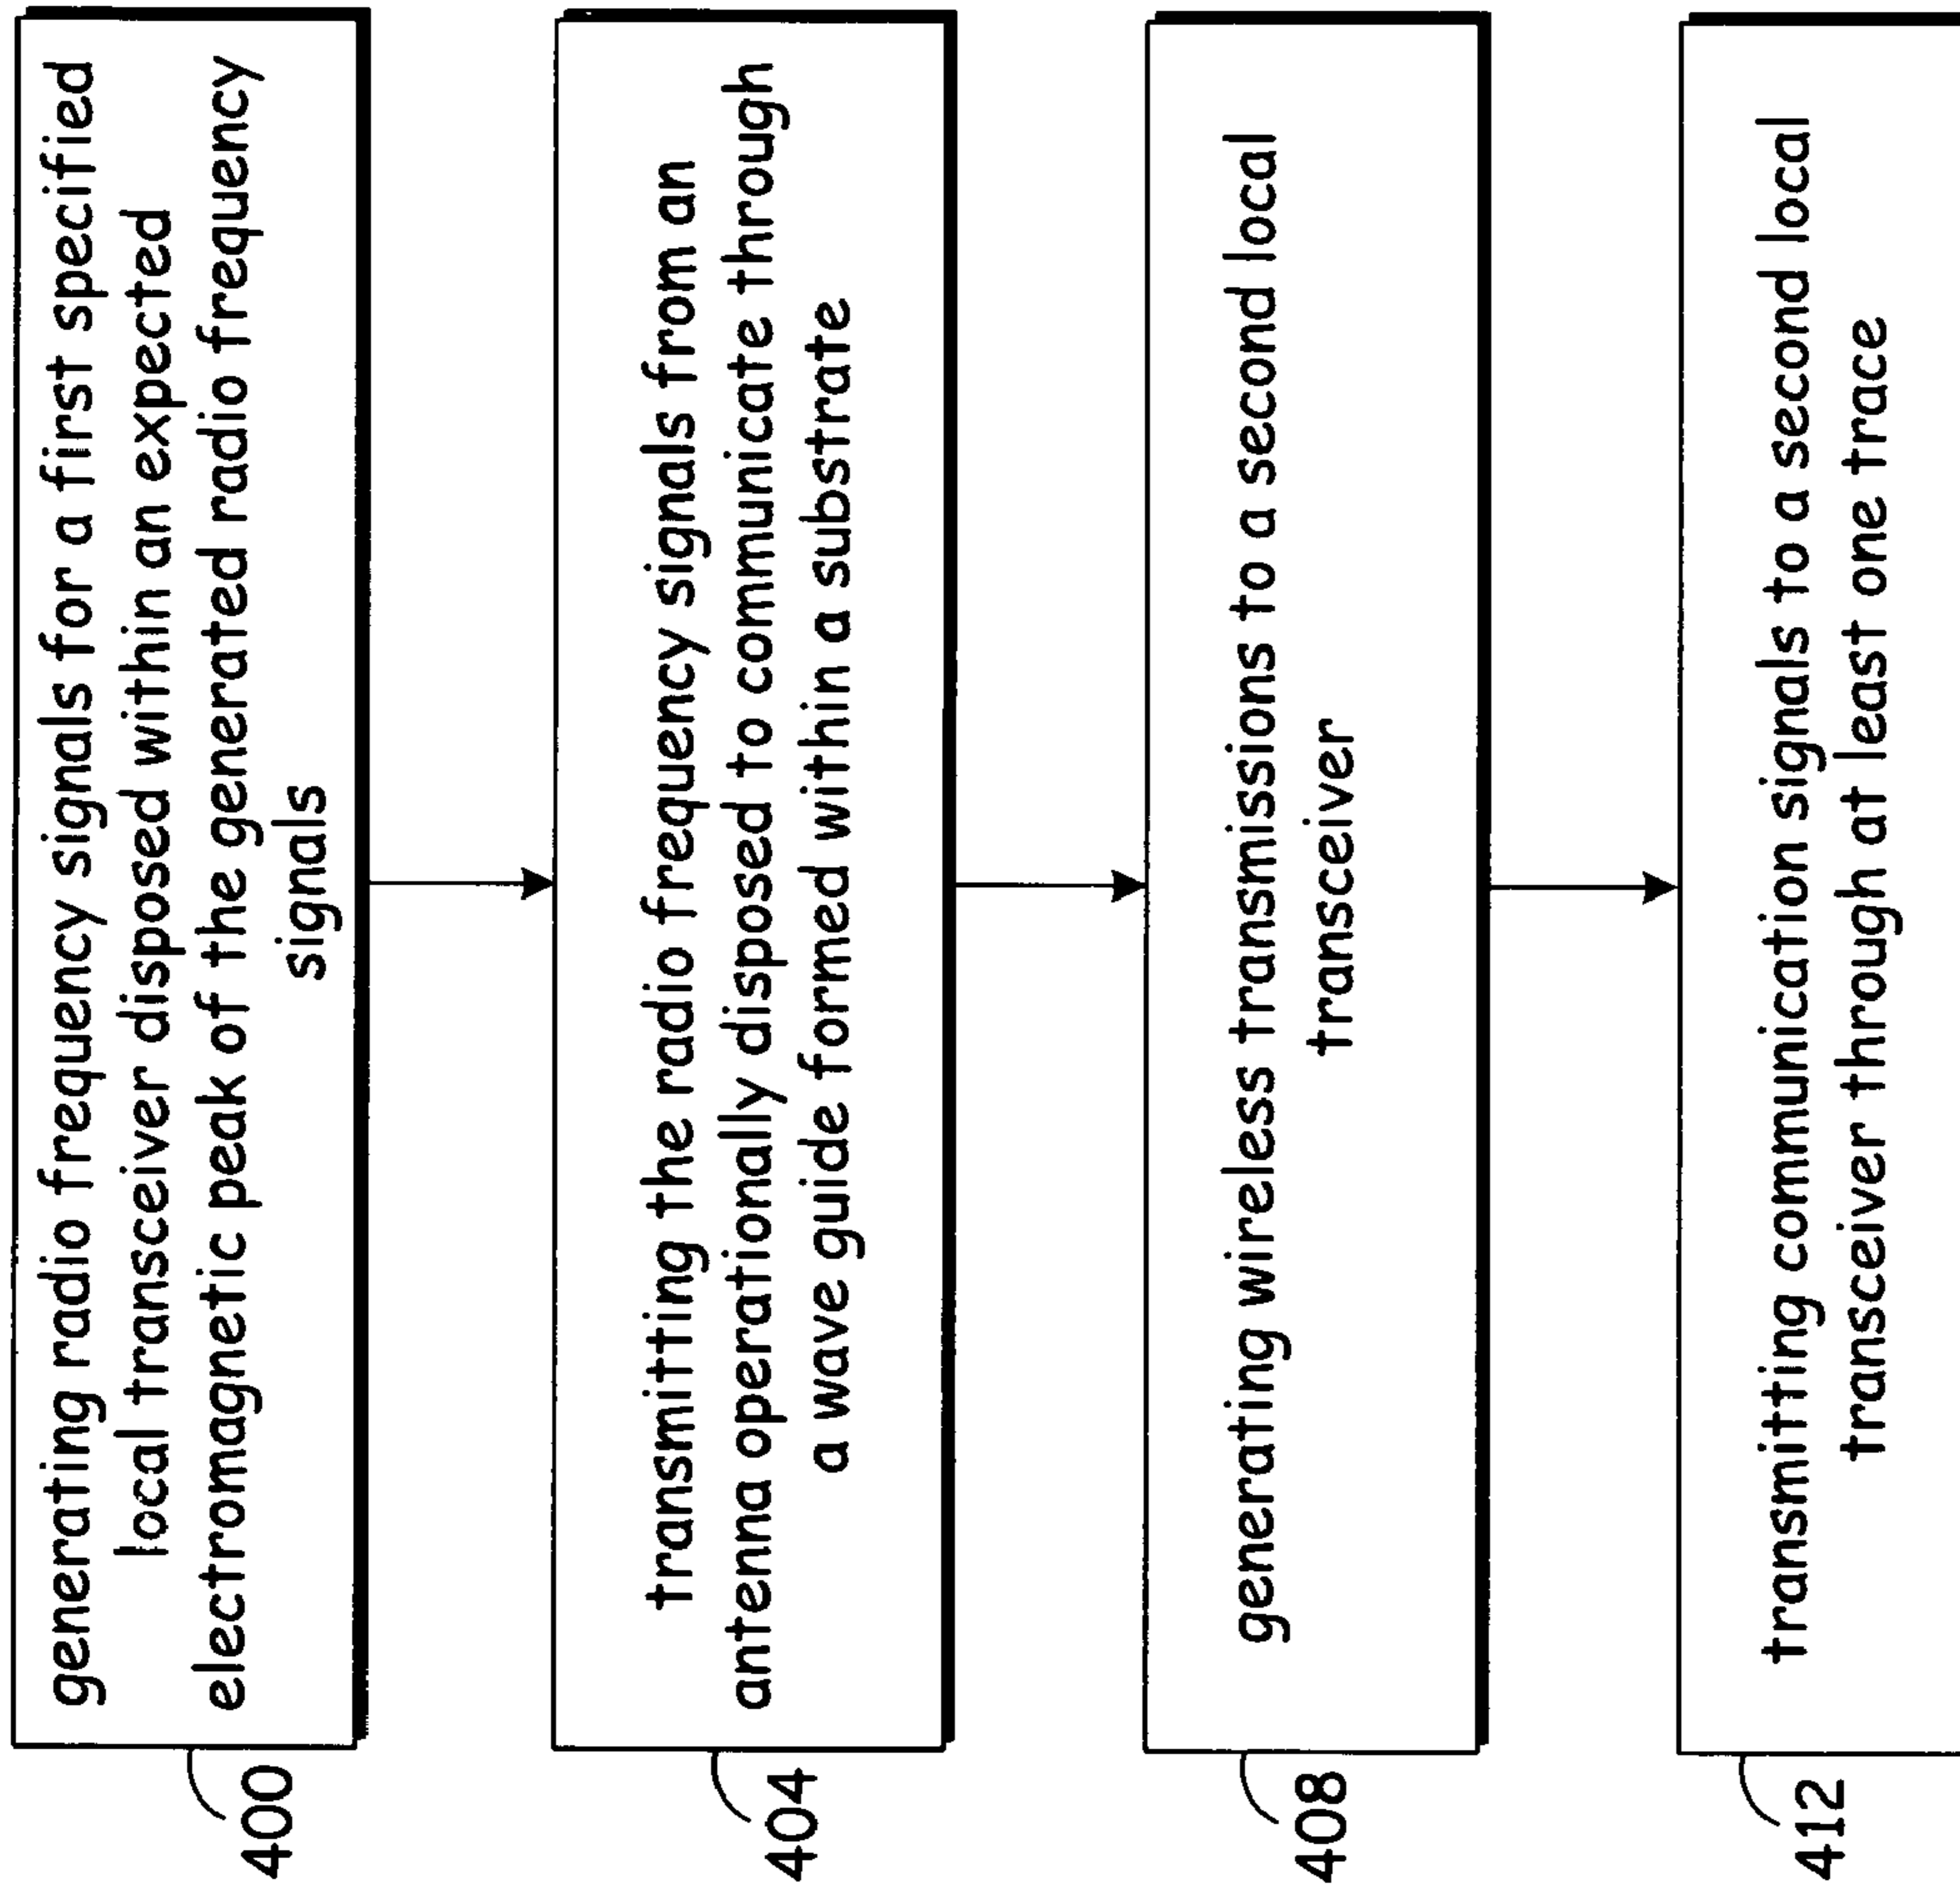 generating radio frequency signals for a first specified
local transceiver disposed within an expected
electromagnetic peak of the generated radio frequency
signals
400
transmitting the radio frequency signals from an
antenna operationally disposed to communicate through
a wave guide formed within a substrate
404
generating wireless transmissions to a second local
transceiver
408
transmitting communication signals to a second local
transceiver through at least one trace
412